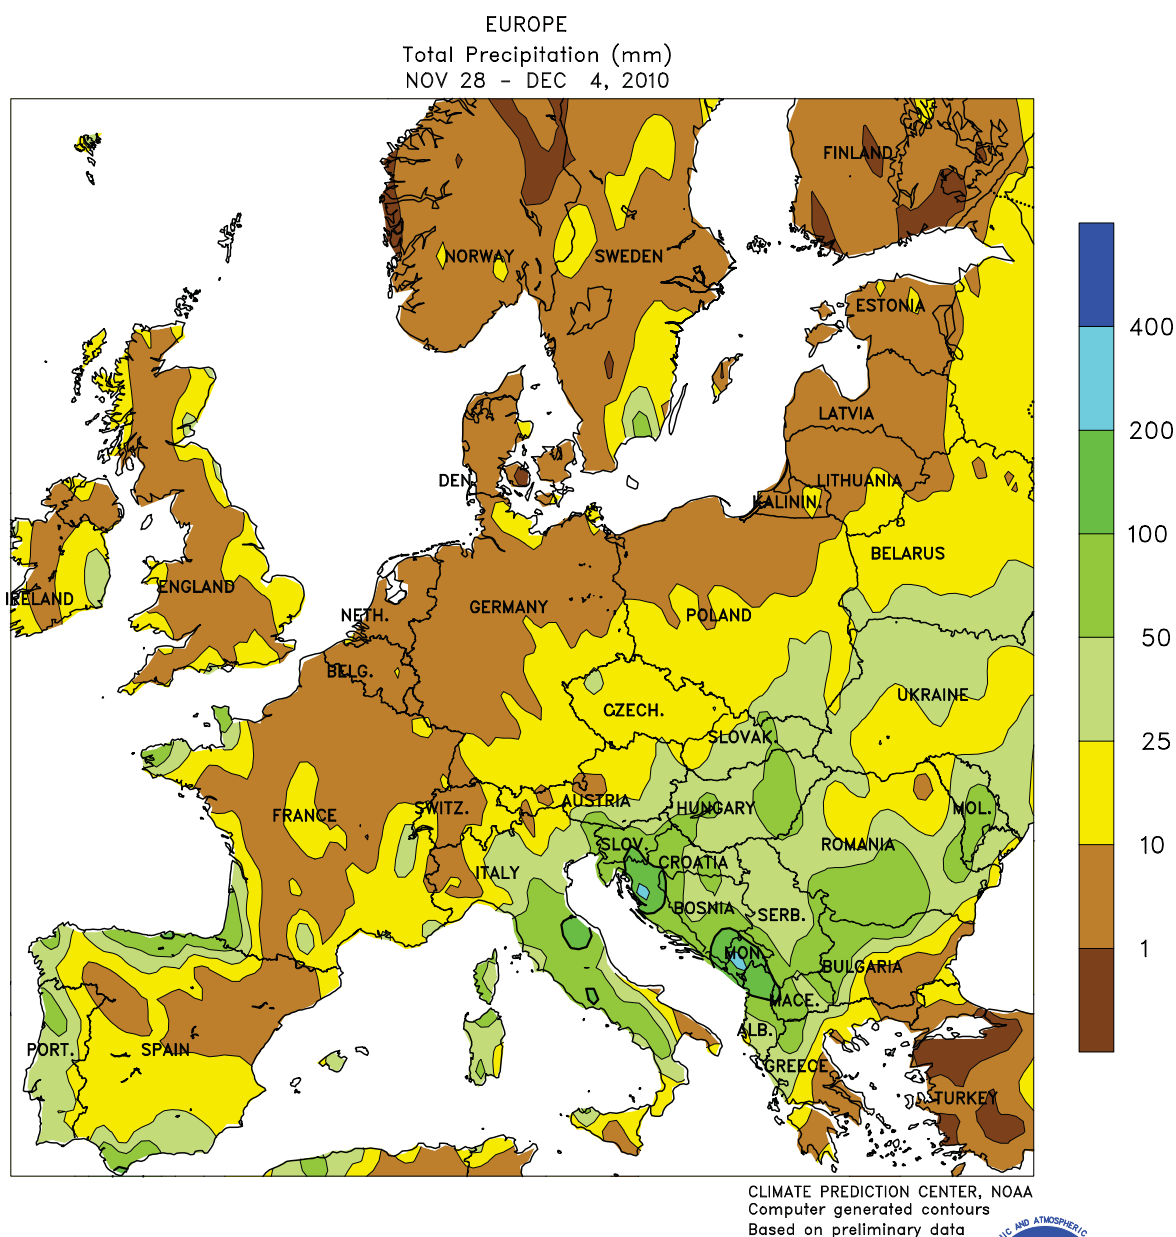 EUROPE
Total Precipitation (mm)
NOV 28 - DEC 4, 2010
FINLAND
NORWAY
SWEDEN
ESTONIA
400
LATVIA
200
DEN.
LITHUANIA
KALININ.
100
BELARUS
ENGLAND
IRELAND
NETH.
GERMANY
POLAND
50
BELG.
UKRAINE
CZECH.
SLOVAK.
25
FRANCE
SWITZ.
AUSTRIA
HUNGARY
MOL.
ROMANIA
10
SLOV.
CROATIA
ITALY
BOSNIA
SERB.
MON.
1
BULGARIA
MACE.
PORT.
SPAIN
ALB.
GREECE
TURKEY
CLIMATE PREDICTION CENTER, NOAA
Computer generated contours
Based on preliminary data
AND ATMOSPHERIC